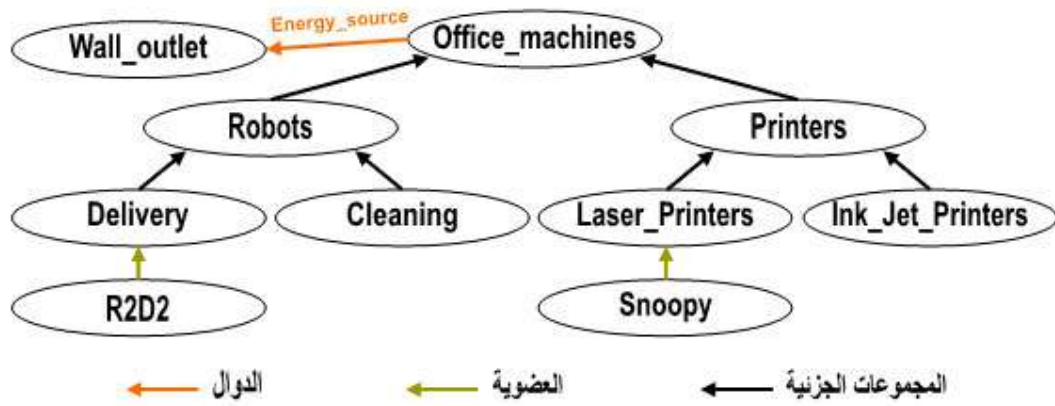 Energy_source
Wall_outlet
Office_machines
Robots
Printers
Delivery
Cleaning
Laser_Printers
Ink_Jet_Printers
R2D2
Snoopy
المجموعات الجزئية
العضوية
الدوال